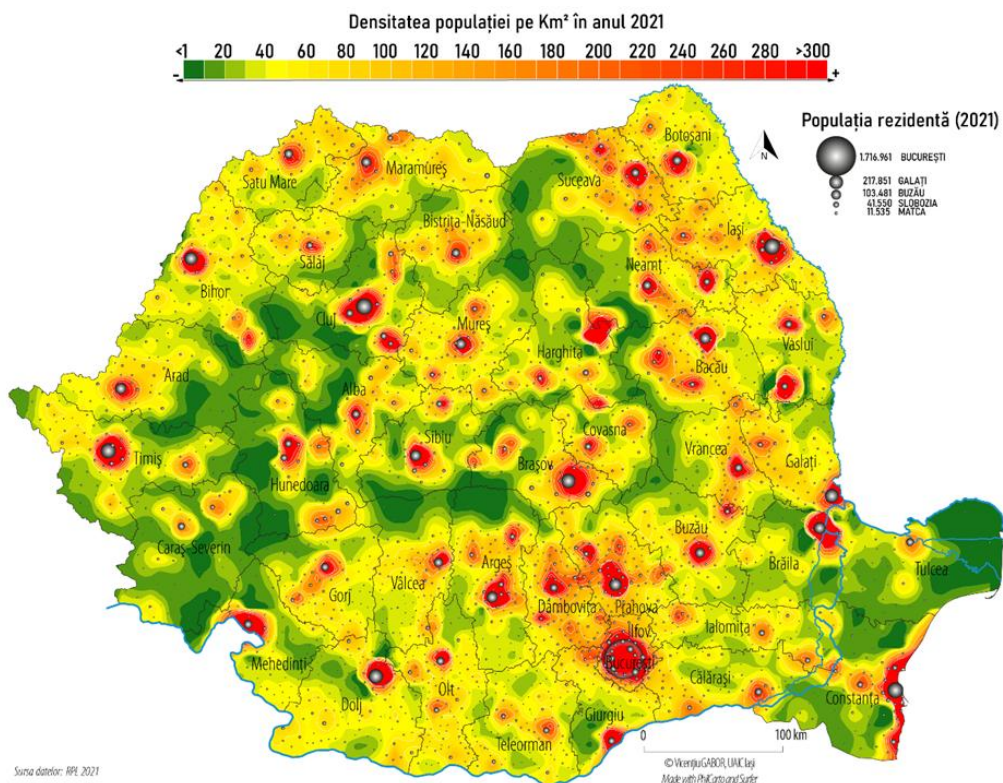 Densitatea populației pe Km² în anul 2021
<1 20 40 60 80 100 120 140 160 180 200 220 240 260 280 >300
- +
Populația rezidentă (2021)
1.716.961 BUCUREȘTI
217.851 GALAȚI
103.481 BUZĂU
41.550 SLOBOZIA
11.535 MATCA
N
Botoșani
Satu Mare
Maramureș
Suceava
Bistrița-Năsăud
Iași
Sălaj
Neamț
Bihor
Cluj
Mureș
Harghita
Vaslui
Bacău
Arad
Alba
Sibiu
Covasna
Timiș
Vrancea
Brașov
Galați
Hunedoara
Buzău
Caraș-Severin
Argeș
Brăila
Tulcea
Vâlcea
Gorj
Dâmbovița
Prahova
Ilfov
Ialomița
București
Mehedinți
Călărași
Constanța
Dolj
Olt
Giurgiu
Teleorman
0 100 km
Sursa datelor: RPL 2021
© Vicențiu GABOR, UAIC Iași
Made with PhilCarto and Surfer